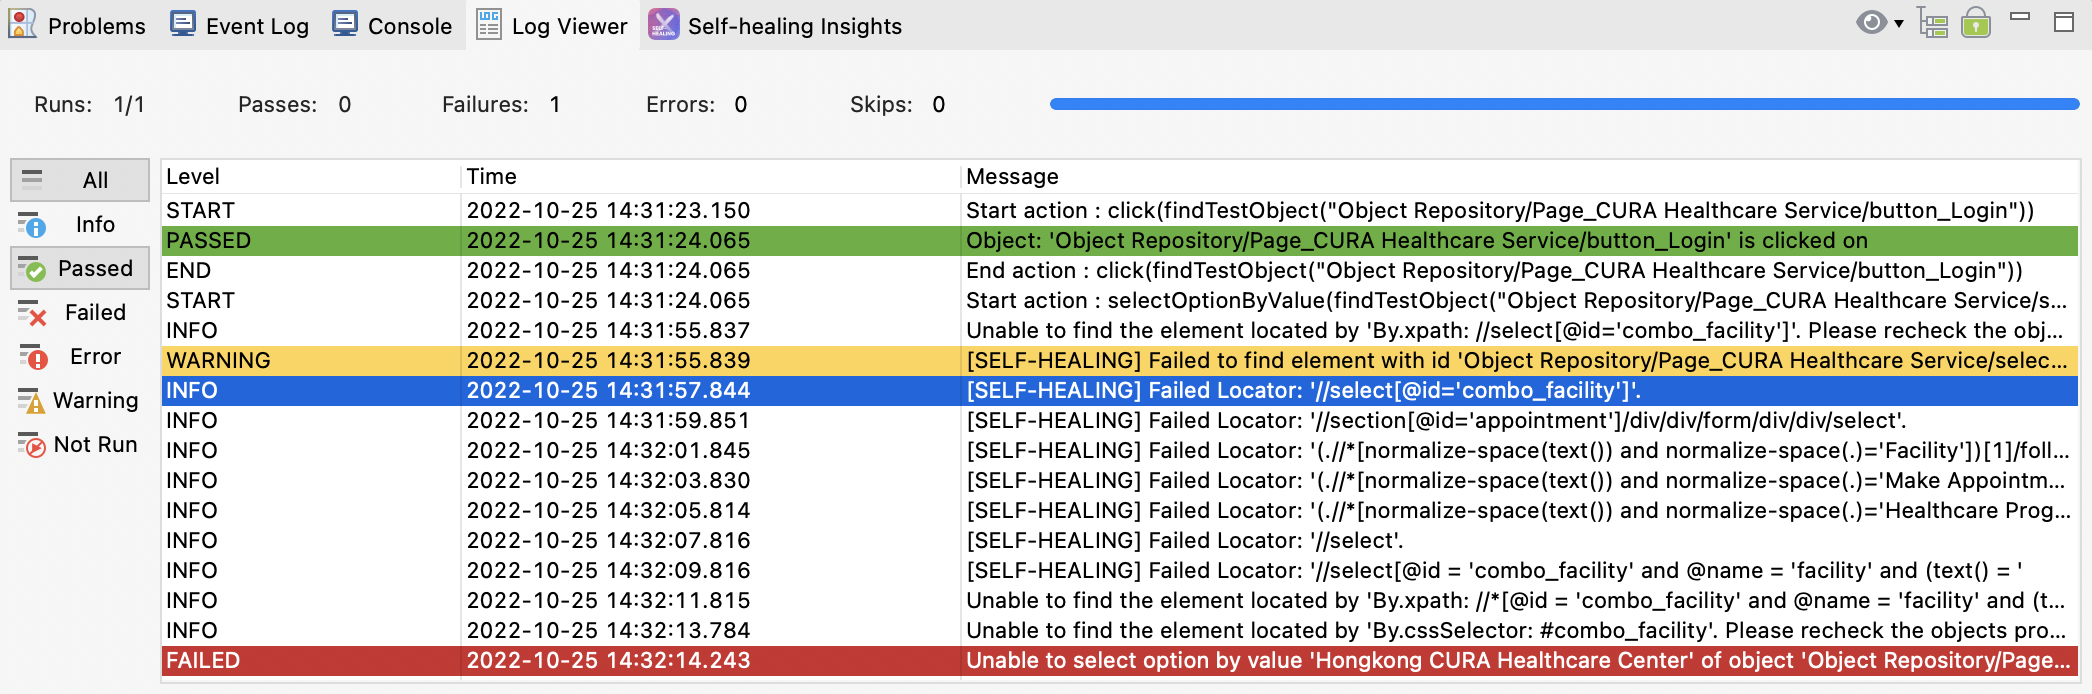 Problems Event Log Console Log Viewer Self-healing Insights
Runs: 1/1 Passes: 0 Failures: 1 Errors: 0 Skips: 0
All
Info
Passed
Failed
Error
Warning
Not Run
Level Time Message
START 2022-10-25 14:31:23.150 Start action : click(findTestObject("Object Repository/Page_CURA Healthcare Service/button_Login"))
PASSED 2022-10-25 14:31:24.065 Object: 'Object Repository/Page_CURA Healthcare Service/button_Login' is clicked on
END 2022-10-25 14:31:24.065 End action : click(findTestObject("Object Repository/Page_CURA Healthcare Service/button_Login"))
START 2022-10-25 14:31:24.065 Start action : selectOptionByValue(findTestObject("Object Repository/Page_CURA Healthcare Service/s...
INFO 2022-10-25 14:31:55.837 Unable to find the element located by 'By.xpath: //select[@id='combo_facility']'. Please recheck the obj...
WARNING 2022-10-25 14:31:55.839 [SELF-HEALING] Failed to find element with id 'Object Repository/Page_CURA Healthcare Service/selec...
INFO 2022-10-25 14:31:57.844 [SELF-HEALING] Failed Locator: '//select[@id='combo_facility']'.
INFO 2022-10-25 14:31:59.851 [SELF-HEALING] Failed Locator: '//section[@id='appointment']/div/div/form/div/div/select'.
INFO 2022-10-25 14:32:01.845 [SELF-HEALING] Failed Locator: '(.//*[normalize-space(text()) and normalize-space(.)='Facility'])[1]/foll...
INFO 2022-10-25 14:32:03.830 [SELF-HEALING] Failed Locator: '(.//*[normalize-space(text()) and normalize-space(.)='Make Appointm...
INFO 2022-10-25 14:32:05.814 [SELF-HEALING] Failed Locator: '(.//*[normalize-space(text()) and normalize-space(.)='Healthcare Prog...
INFO 2022-10-25 14:32:07.816 [SELF-HEALING] Failed Locator: '//select'.
INFO 2022-10-25 14:32:09.816 [SELF-HEALING] Failed Locator: '//select[@id = 'combo_facility' and @name = 'facility' and (text() = '
INFO 2022-10-25 14:32:11.815 Unable to find the element located by 'By.xpath: //*[@id = 'combo_facility' and @name = 'facility' and (t...
INFO 2022-10-25 14:32:13.784 Unable to find the element located by 'By.cssSelector: #combo_facility'. Please recheck the objects pro...
FAILED 2022-10-25 14:32:14.243 Unable to select option by value 'Hongkong CURA Healthcare Center' of object 'Object Repository/Page...